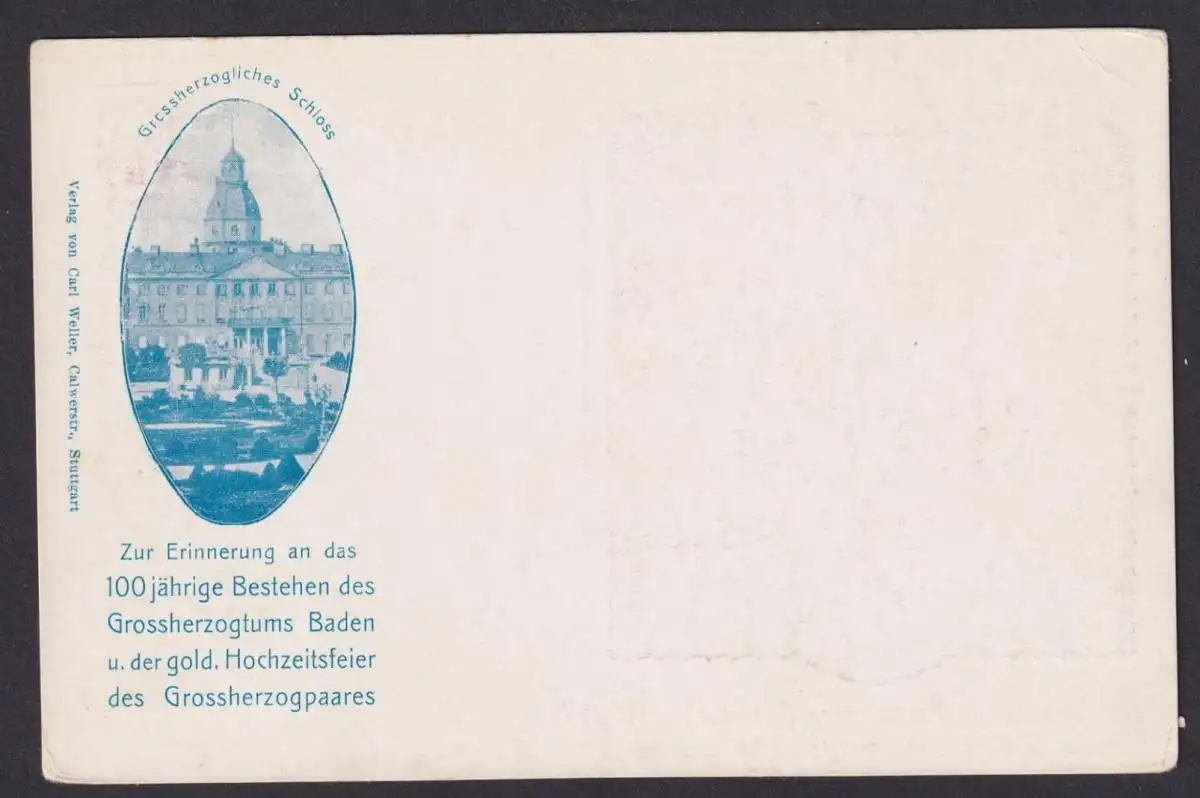 Grossherzogliches Schloss
Verlag von Carl Weller, Calwerstr., Stuttgart
Zur Erinnerung an das
100 jährige Bestehen des
Grossherzogtums Baden
u. der gold. Hochzeitsfeier
des Grossherzogpaares